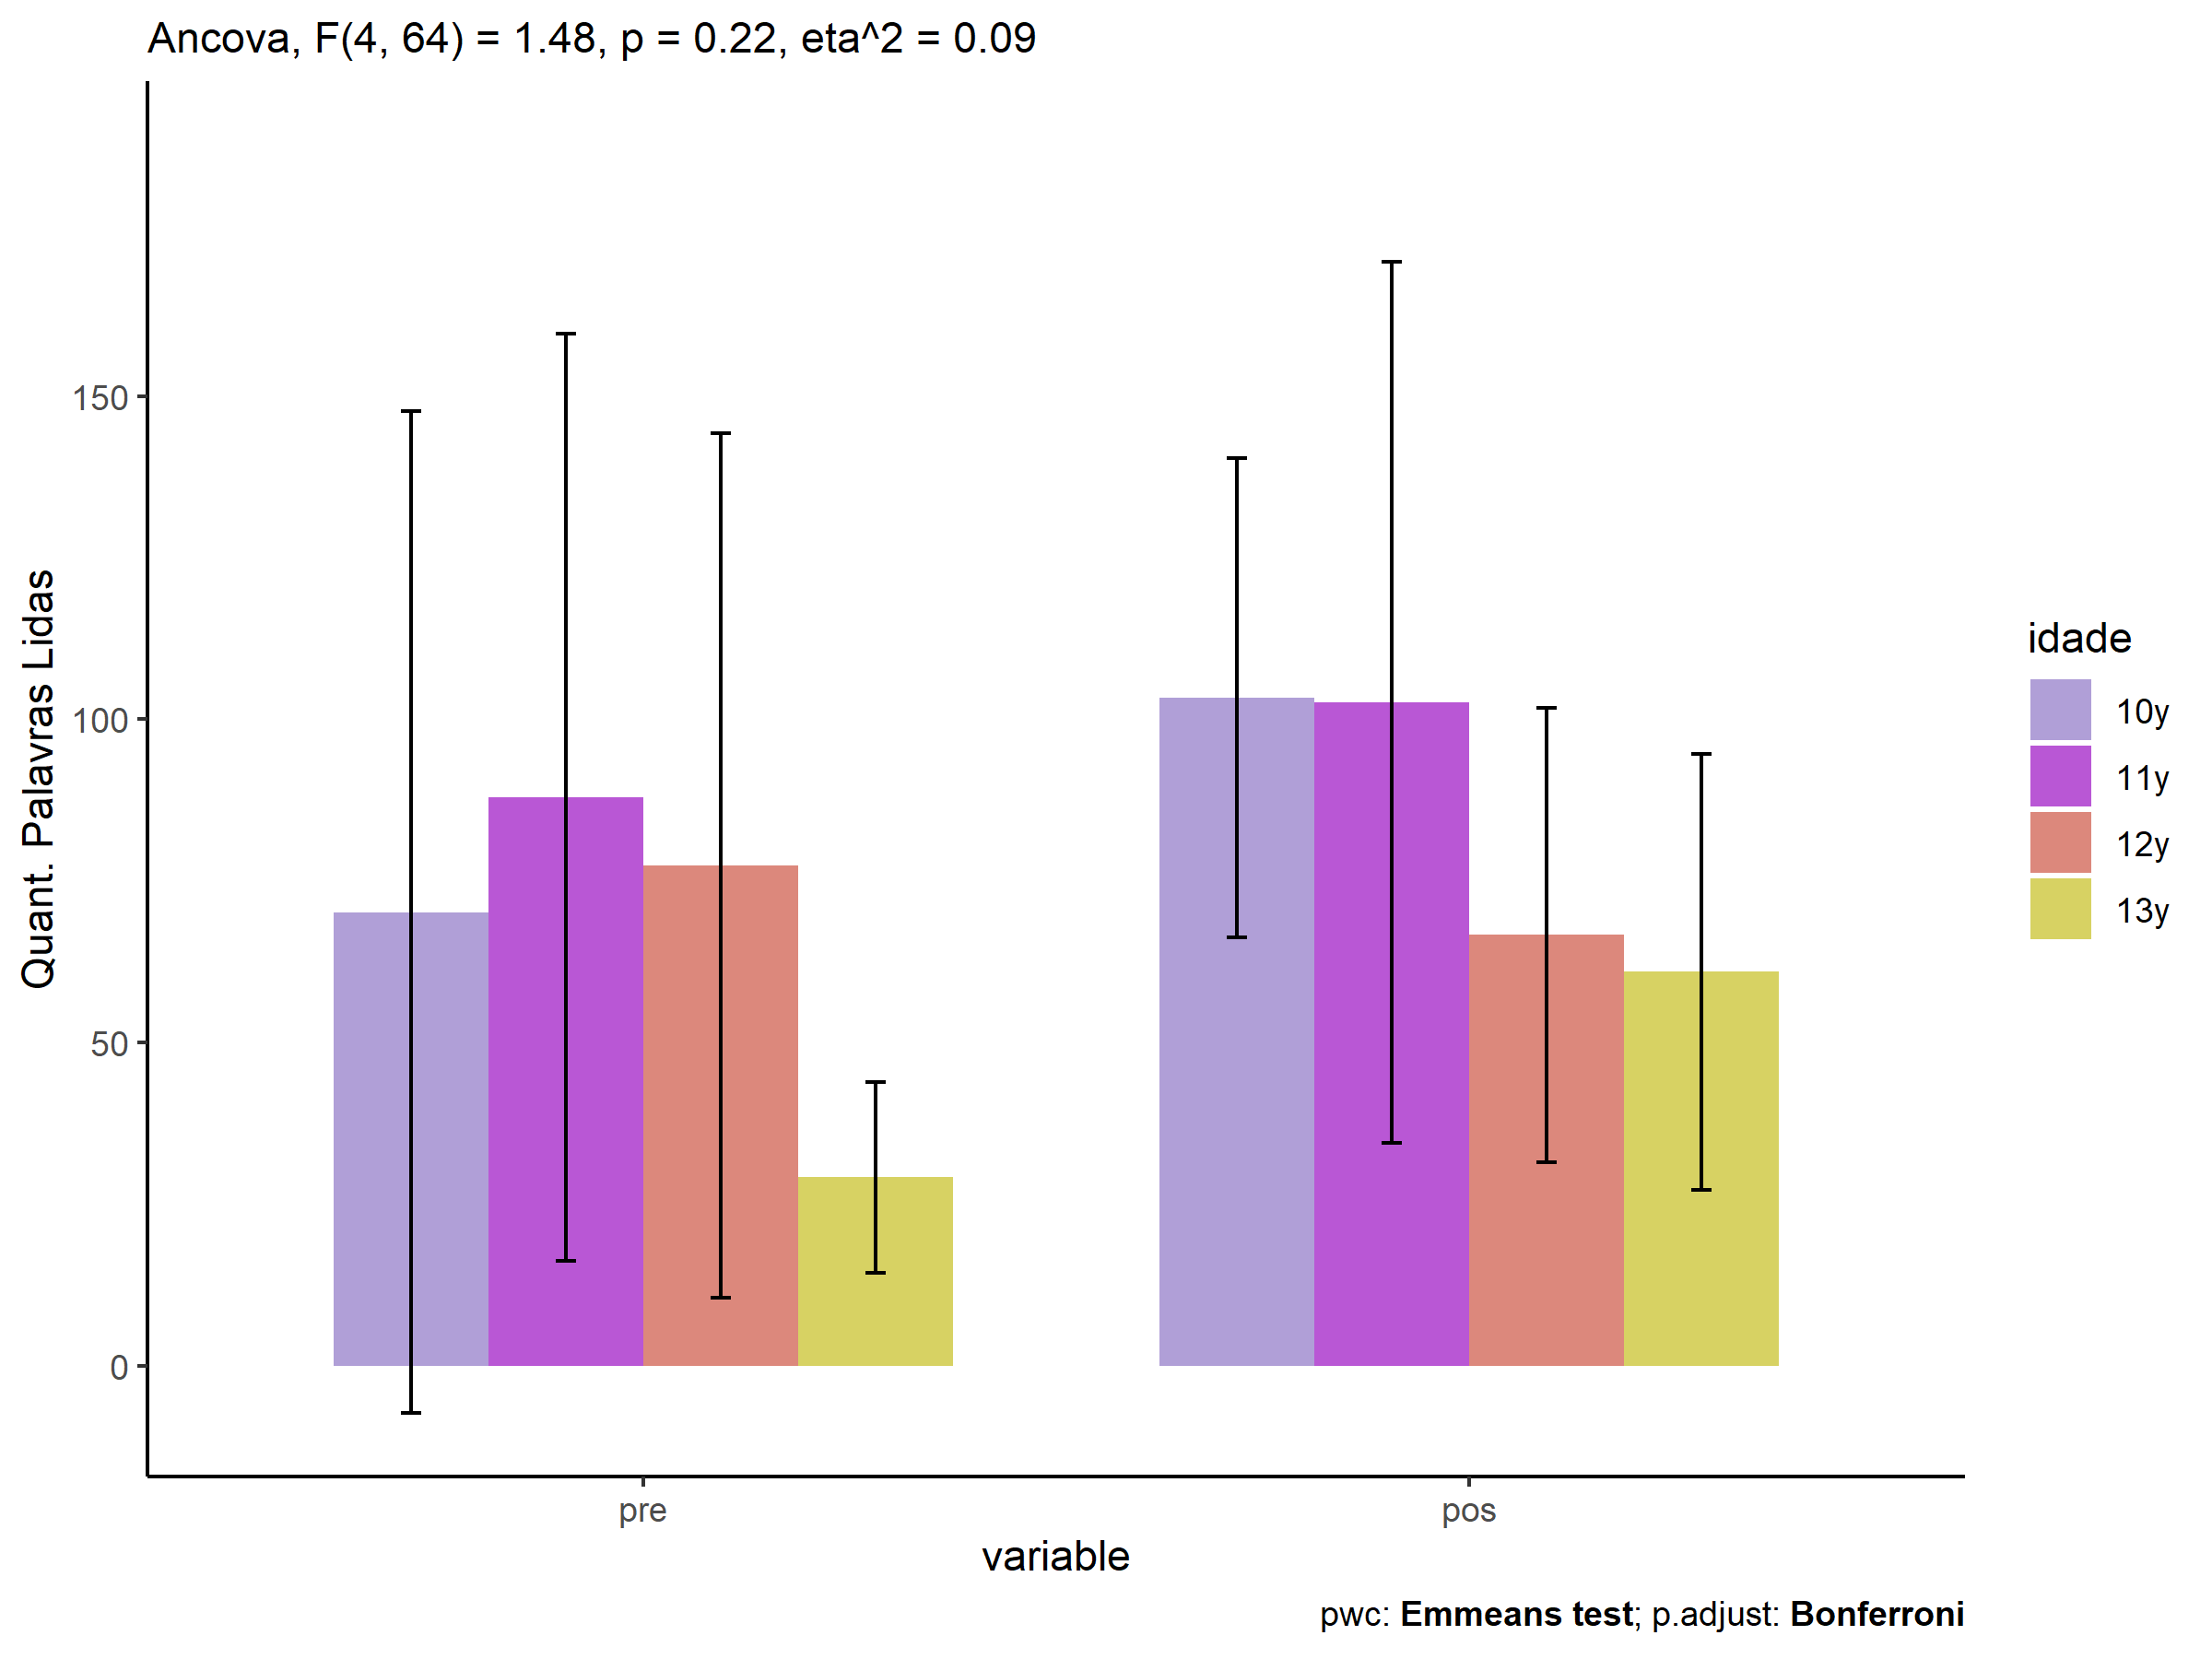 Ancova, F(4, 64) = 1.48, p = 0.22, eta^2 = 0.09
Quant. Palavras Lidas
150
100
50
0
pre
pos
variable
idade
10y
11y
12y
13y
pwc: Emmeans test; p.adjust: Bonferroni